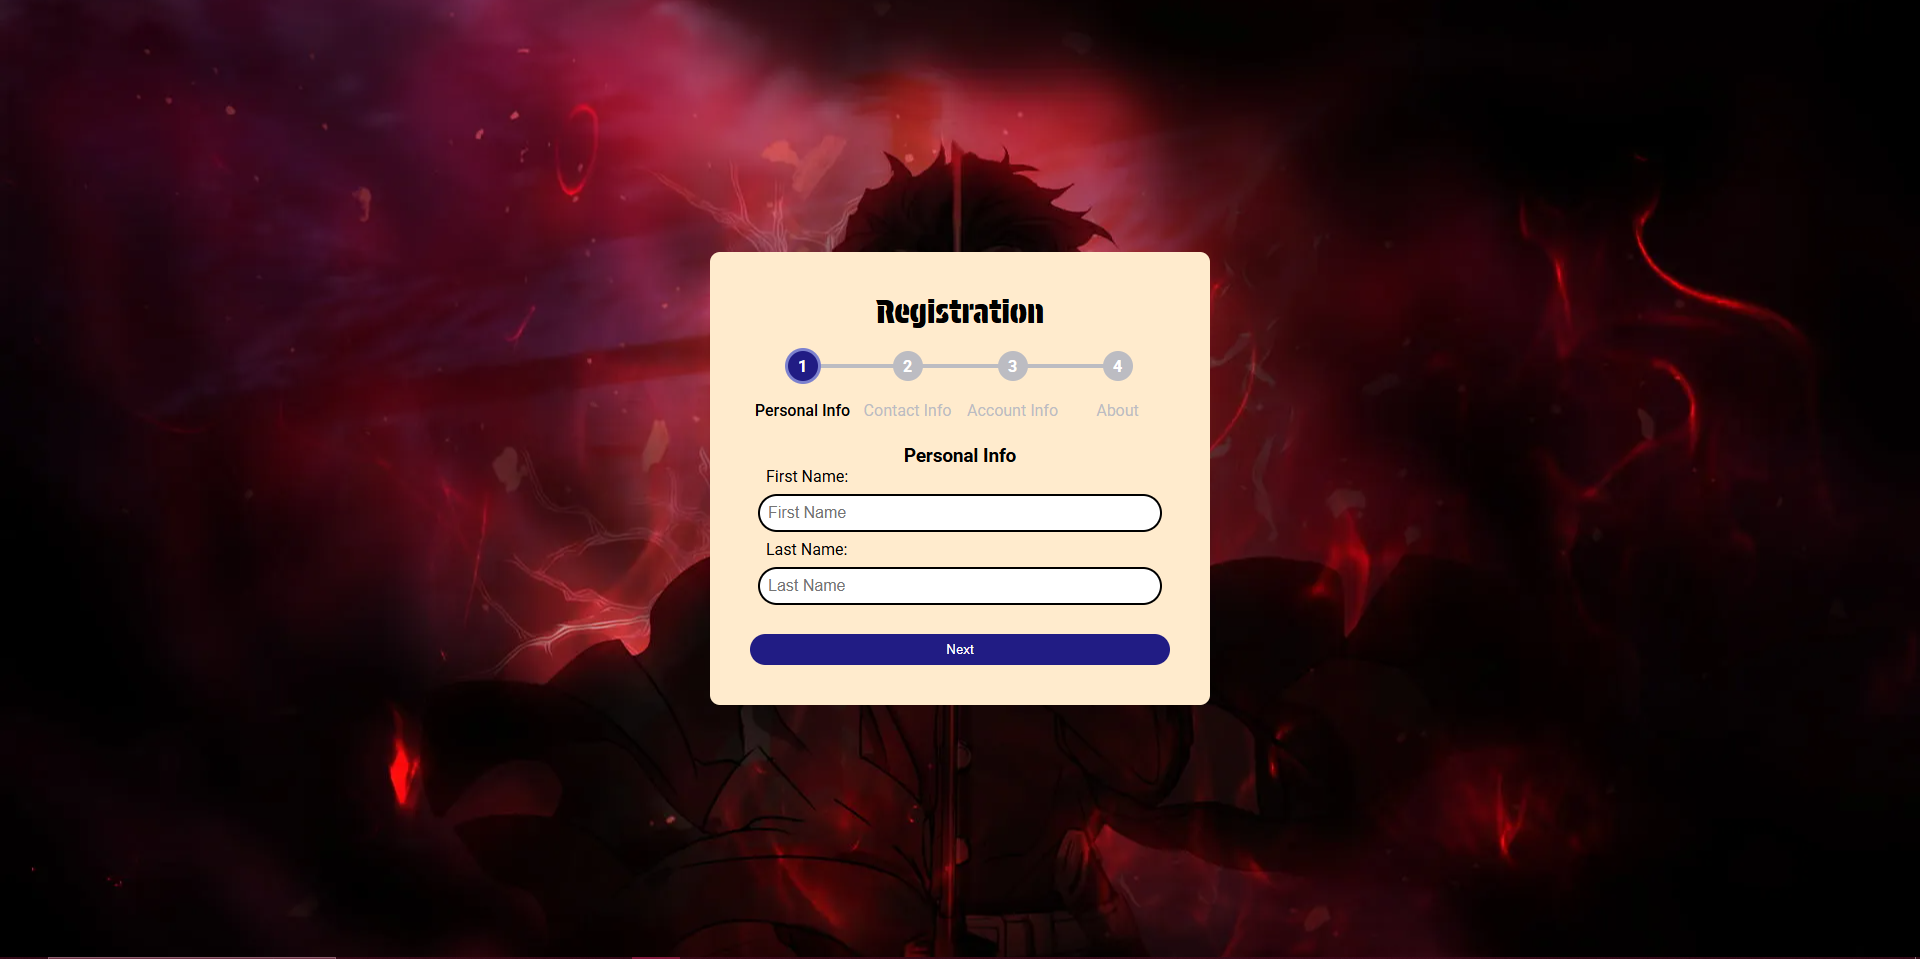 Registration
1 2 3 4
Personal Info Contact Info Account Info About
Personal Info
First Name:
First Name
Last Name:
Last Name
Next